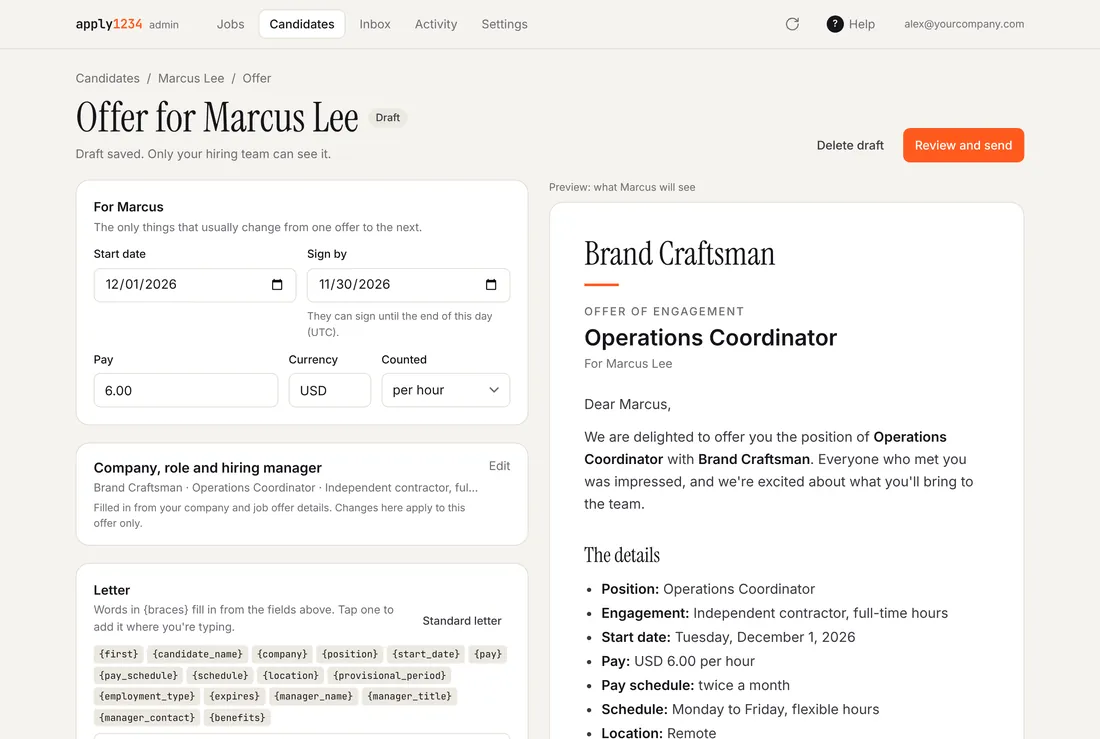 apply1234 admin Jobs Candidates Inbox Activity Settings ? Help alex@yourcompany.com
Candidates / Marcus Lee / Offer
Offer for Marcus Lee Draft
Draft saved. Only your hiring team can see it.
Delete draft Review and send
For Marcus
The only things that usually change from one offer to the next.
Start date Sign by
12/01/2026 11/30/2026
They can sign until the end of this day
(UTC).
Pay Currency Counted
6.00 USD per hour
Company, role and hiring manager Edit
Brand Craftsman · Operations Coordinator · Independent contractor, ful...
Filled in from your company and job offer details. Changes here apply to this
offer only.
Letter
Words in {braces} fill in from the fields above. Tap one to
add it where you're typing.
Standard letter
{first} {candidate_name} {company} {position} {start_date} {pay}
{pay_schedule} {schedule} {location} {provisional_period}
{employment_type} {expires} {manager_name} {manager_title}
{manager_contact} {benefits}
Preview: what Marcus will see
Brand Craftsman
OFFER OF ENGAGEMENT
Operations Coordinator
For Marcus Lee
Dear Marcus,
We are delighted to offer you the position of Operations
Coordinator with Brand Craftsman. Everyone who met you
was impressed, and we're excited about what you'll bring to
the team.
The details
• Position: Operations Coordinator
• Engagement: Independent contractor, full-time hours
• Start date: Tuesday, December 1, 2026
• Pay: USD 6.00 per hour
• Pay schedule: twice a month
• Schedule: Monday to Friday, flexible hours
• Location: Remote